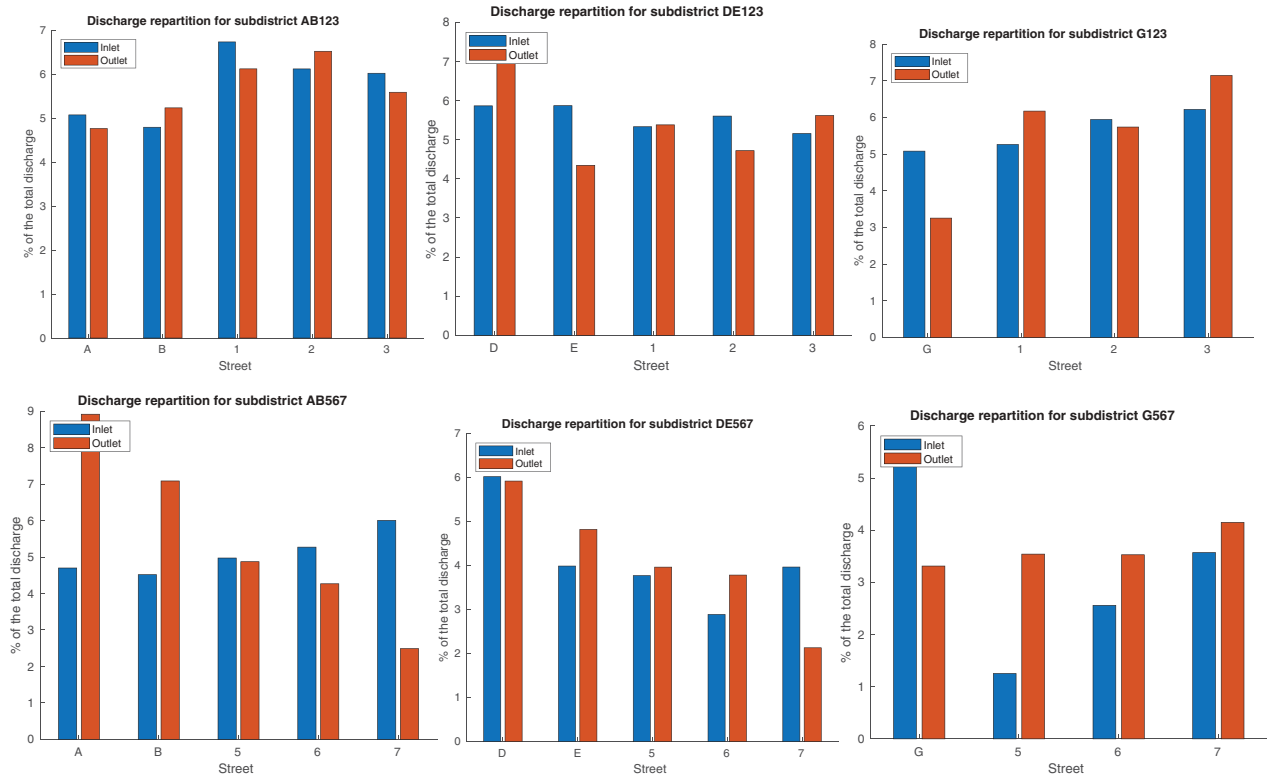 Discharge repartition for subdistrict AB123
7
Inlet
Outlet
6
5
4
3
2
1
0
% of the total discharge
A B 1 2 3
Street
Discharge repartition for subdistrict DE123
8
Inlet
Outlet
7
6
5
4
3
2
1
0
% of the total discharge
D E 1 2 3
Street
Discharge repartition for subdistrict G123
8
Inlet
Outlet
7
6
5
4
3
2
1
0
% of the total discharge
G 1 2 3
Street
Discharge repartition for subdistrict AB567
9
Inlet
Outlet
8
7
6
5
4
3
2
1
0
% of the total discharge
A B 5 6 7
Street
Discharge repartition for subdistrict DE567
7
Inlet
Outlet
6
5
4
3
2
1
0
% of the total discharge
D E 5 6 7
Street
Discharge repartition for subdistrict G567
6
Inlet
Outlet
5
4
3
2
1
0
% of the total discharge
G 5 6 7
Street